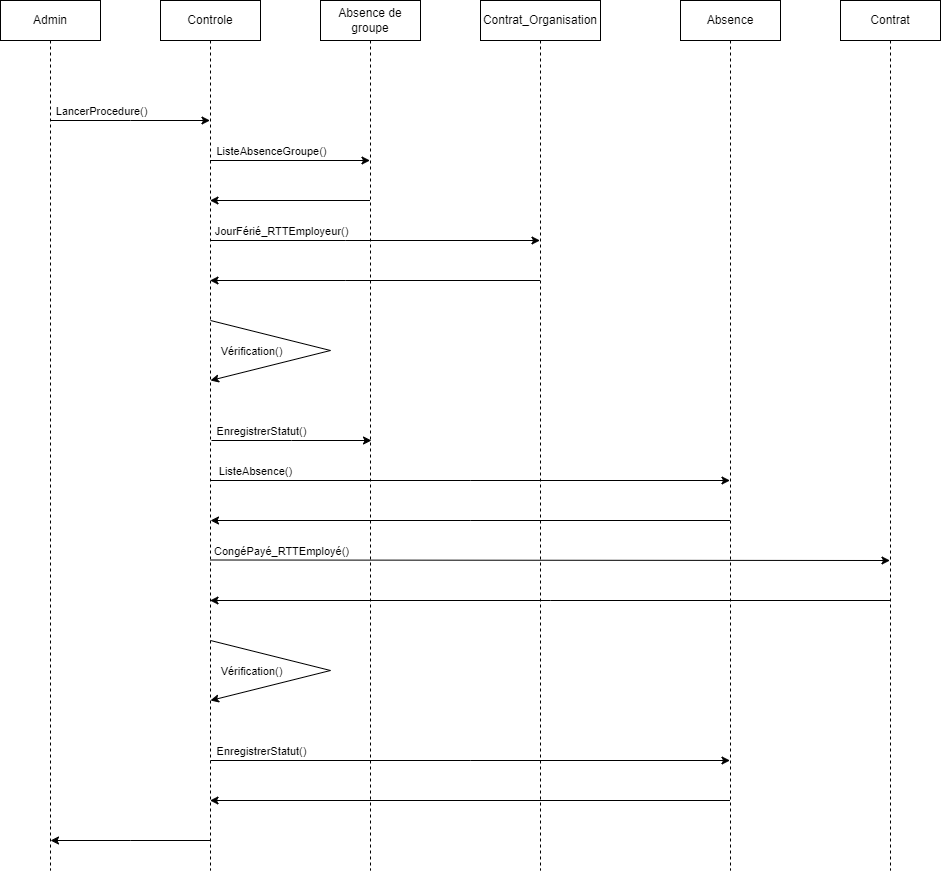 Admin
Controle
Absence de
groupe
Contrat_Organisation
Absence
Contrat
LancerProcedure()
ListeAbsenceGroupe()
JourFérié_RTTEmployeur()
Vérification()
EnregistrerStatut()
ListeAbsence()
CongéPayé_RTTEmployé()
Vérification()
EnregistrerStatut()